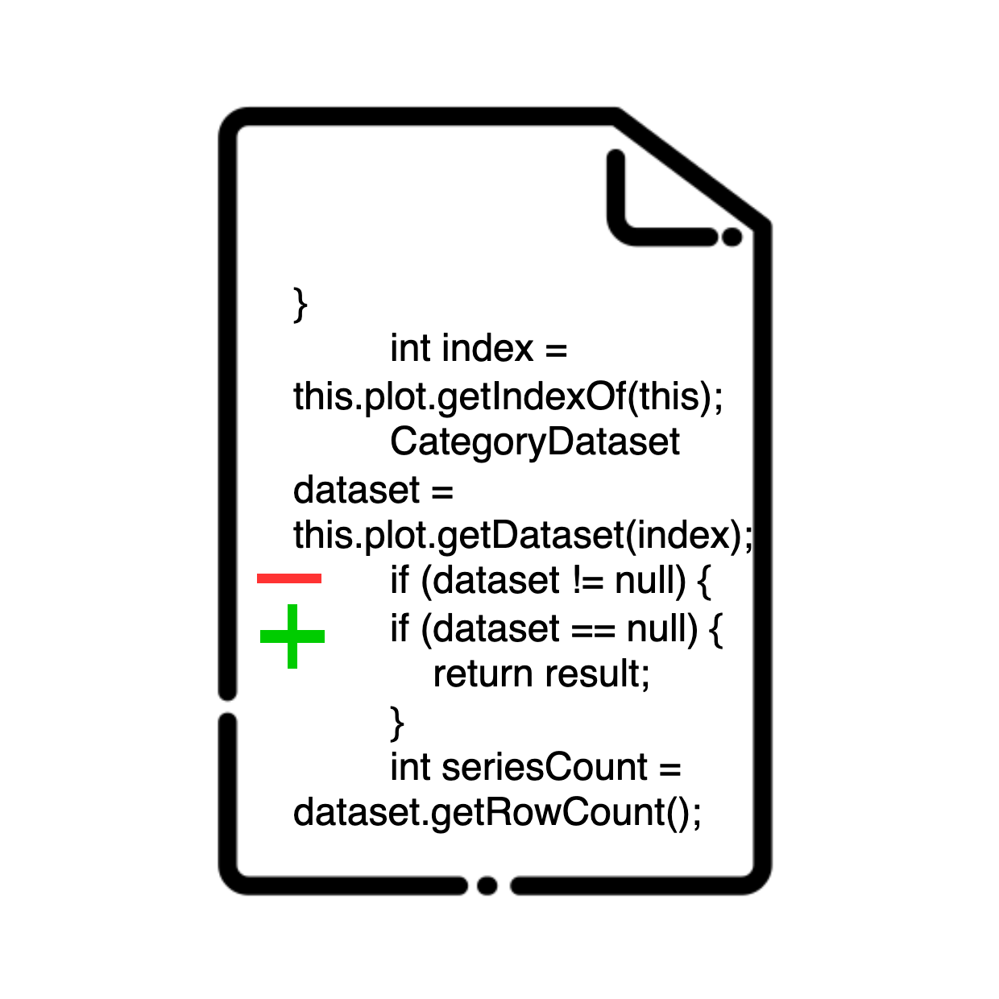 }
int index =
this.plot.getIndexOf(this);
CategoryDataset
dataset =
this.plot.getDataset(index);
if (dataset != null) {
if (dataset == null) {
return result;
}
int seriesCount =
dataset.getRowCount();